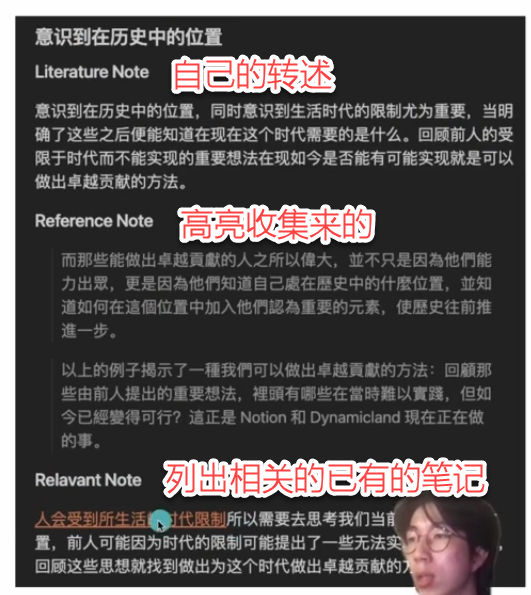 意识到在历史中的位置
Literature Note 自己的转述
意识到在历史中的位置，同时意识到生活时代的限制尤为重要，当明
确了这些之后便能知道在现在这个时代需要的是什么。回顾前人的受
限于时代而不能实现的重要想法在现如今是否能有可能实现就是可以
做出卓越贡献的方法。
Reference Note 高亮收集来的
而那些能做出卓越貢獻的人之所以偉大，並不只是因為他們能
力出眾，更是因為他們知道自己處在歷史中的什麼位置，並知
道如何在這個位置中加入他們認為重要的元素，使歷史往前推
進一步。
以上的例子揭示了一種我們可以做出卓越貢獻的方法：回顧那
些由前人提出的重要想法，裡頭有哪些在當時難以實踐，但如
今已經變得可行？這正是 Notion 和 Dynamicland 現在正在做
的事。
Relavant Note 列出相关的已有的笔记
人会受到所生活的时代限制所以需要去思考我们当前
置，前人可能因为时代的限制可能提出了一些无法实
回顾这些思想就找到做出为这个时代做出卓越贡献的方